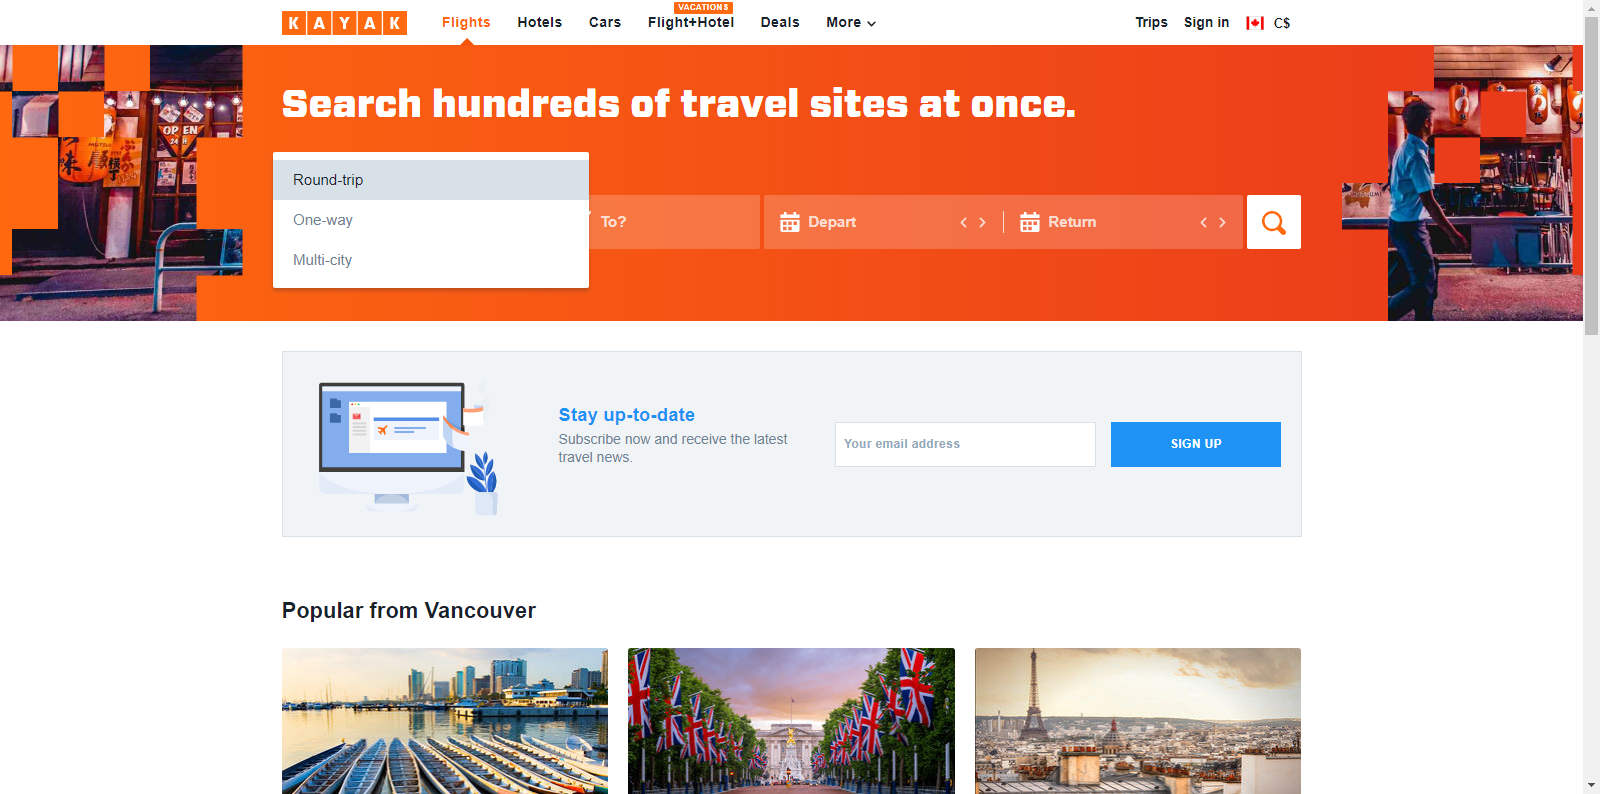 KAYAK
Flights
Hotels
Cars
VACATIONS
Flight+Hotel
Deals
More
Trips
Sign in
C$
Search hundreds of travel sites at once.
OPEN
Round-trip
One-way
Multi-city
To?
Depart
Return
Stay up-to-date
Subscribe now and receive the latest
travel news.
Your email address
SIGN UP
Popular from Vancouver